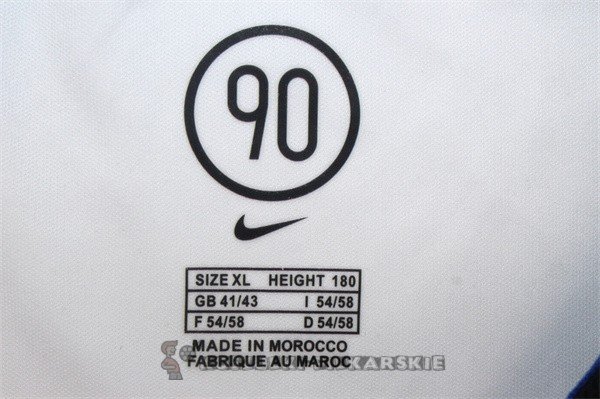 90
SIZE XL HEIGHT 180
GB 41/43 I 54/58
F 54/58 D 54/58
MADE IN MOROCCO
FABRIQUE AU MAROC